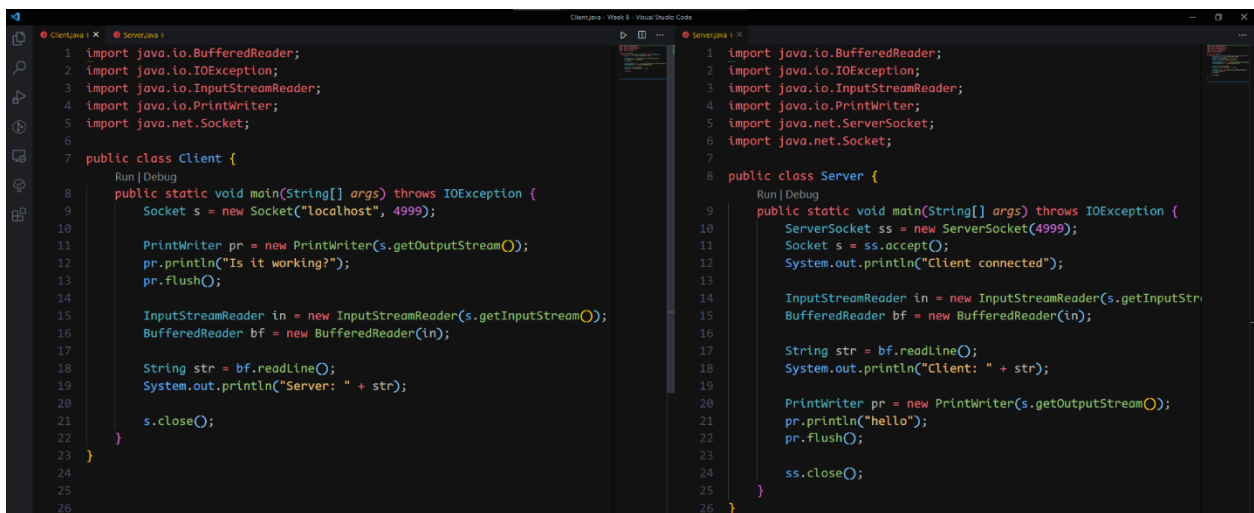 Client.java - Week 8 - Visual Studio Code
Client.java 1 Server.java 1
1 import java.io.BufferedReader;
2 import java.io.IOException;
3 import java.io.InputStreamReader;
4 import java.io.PrintWriter;
5 import java.net.Socket;
6
7 public class Client {
Run | Debug
8 public static void main(String[] args) throws IOException {
9 Socket s = new Socket("localhost", 4999);
10
11 PrintWriter pr = new PrintWriter(s.getOutputStream());
12 pr.println("Is it working?");
13 pr.flush();
14
15 InputStreamReader in = new InputStreamReader(s.getInputStream());
16 BufferedReader bf = new BufferedReader(in);
17
18 String str = bf.readLine();
19 System.out.println("Server: " + str);
20
21 s.close();
22 }
23 }
24
25
26
Server.java 1
1 import java.io.BufferedReader;
2 import java.io.IOException;
3 import java.io.InputStreamReader;
4 import java.io.PrintWriter;
5 import java.net.ServerSocket;
6 import java.net.Socket;
7
8 public class Server {
Run | Debug
9 public static void main(String[] args) throws IOException {
10 ServerSocket ss = new ServerSocket(4999);
11 Socket s = ss.accept();
12 System.out.println("Client connected");
13
14 InputStreamReader in = new InputStreamReader(s.getInputStr
15 BufferedReader bf = new BufferedReader(in);
16
17 String str = bf.readLine();
18 System.out.println("Client: " + str);
19
20 PrintWriter pr = new PrintWriter(s.getOutputStream());
21 pr.println("hello");
22 pr.flush();
23
24 ss.close();
25 }
26 }